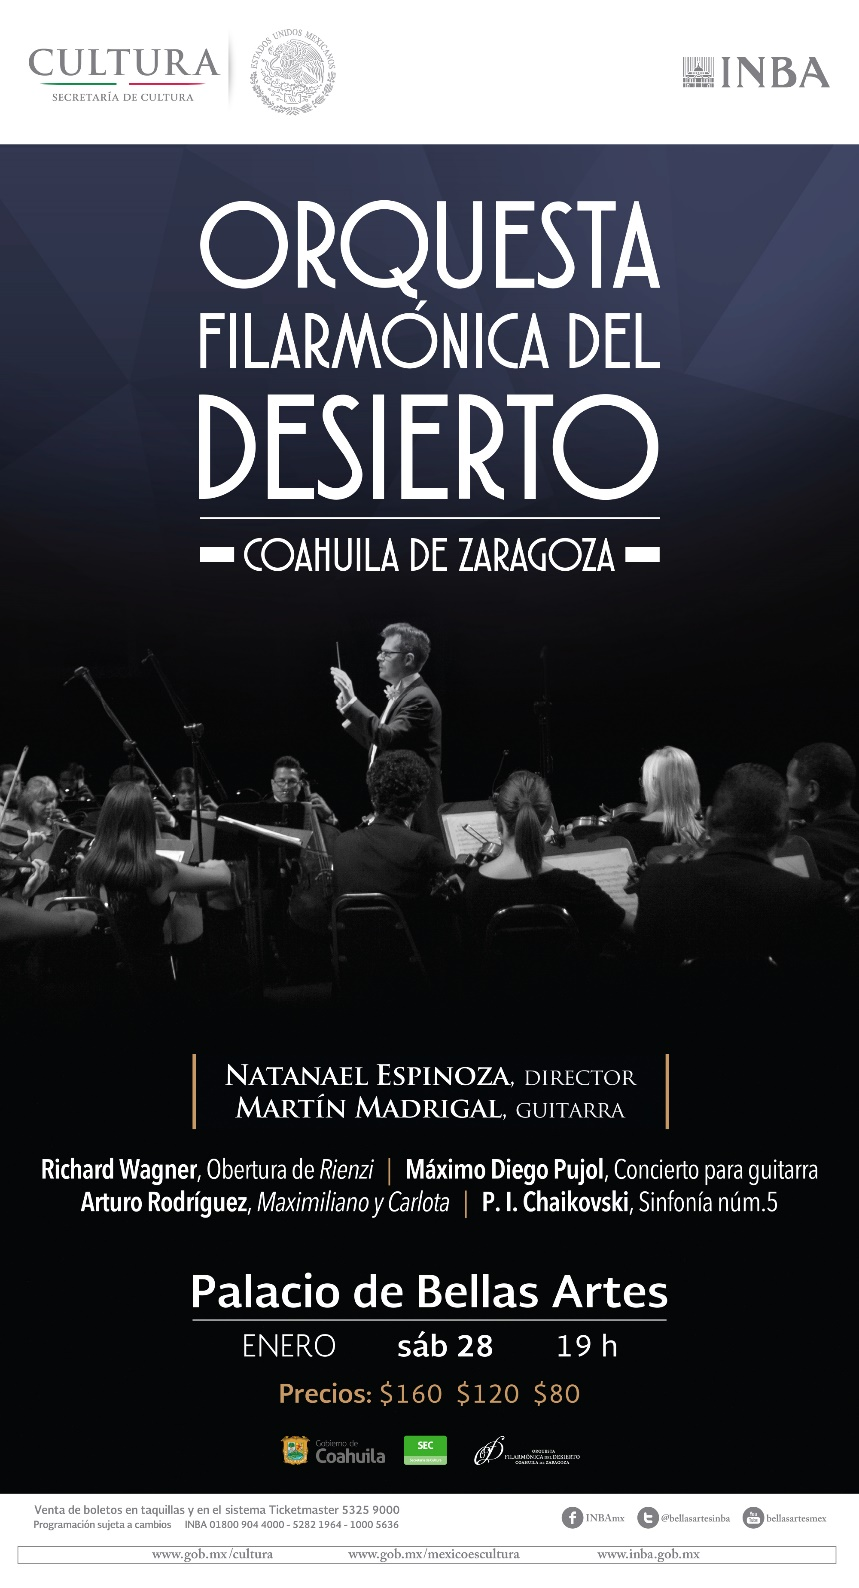 CULTURA
SECRETARÍA DE CULTURA
ESTADOS UNIDOS MEXICANOS
INBA
ORQUESTA
FILARMÓNICA DEL
DESIERTO
COAHUILA DE ZARAGOZA
NATANAEL ESPINOZA, DIRECTOR
MARTÍN MADRIGAL, GUITARRA
Richard Wagner, Obertura de Rienzi | Máximo Diego Pujol, Concierto para guitarra
Arturo Rodríguez, Maximiliano y Carlota | P. I. Chaikovski, Sinfonía núm.5
Palacio de Bellas Artes
ENERO sáb 28 19 h
Precios: $160 $120 $80
Gobierno de
Coahuila
SEC
ORQUESTA
FILARMÓNICA DEL DESIERTO
COAHUILA DE ZARAGOZA
Venta de boletos en taquillas y en el sistema Ticketmaster 5325 9000
Programación sujeta a cambios INBA 01800 904 4000 - 5282 1964 - 1000 5636
INBAmx @bellasartesinba You Tube bellasartesmex
www.gob.mx/cultura www.gob.mx/mexicoescultura www.inba.gob.mx